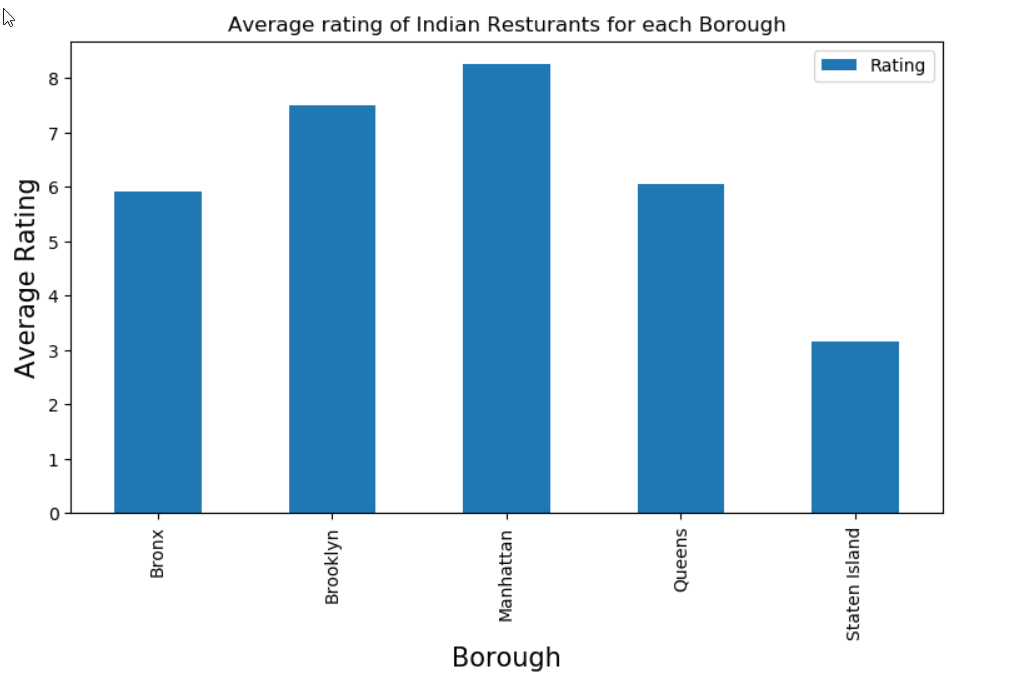 Average rating of Indian Resturants for each Borough
Rating
Average Rating
8
7
6
5
4
3
2
1
0
Bronx
Brooklyn
Manhattan
Queens
Staten Island
Borough